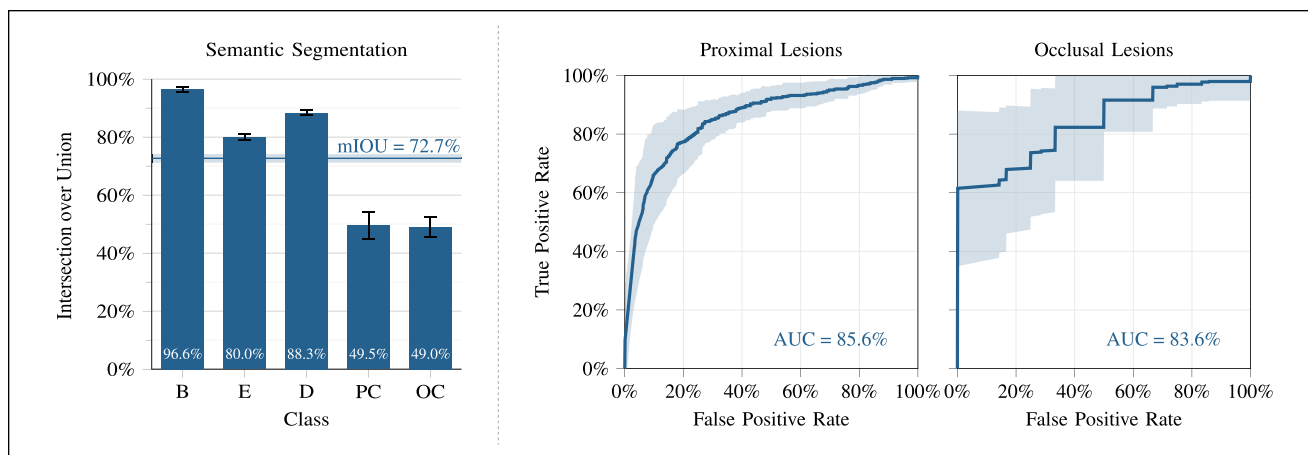 Semantic Segmentation
Intersection over Union
100%
80%
60%
40%
20%
0%
mIOU = 72.7%
96.6%
80.0%
88.3%
49.5%
49.0%
B
E
D
PC
OC
Class
Proximal Lesions
True Positive Rate
100%
80%
60%
40%
20%
0%
AUC = 85.6%
0%
20%
40%
60%
80%
100%
False Positive Rate
Occlusal Lesions
AUC = 83.6%
0%
20%
40%
60%
80%
100%
False Positive Rate